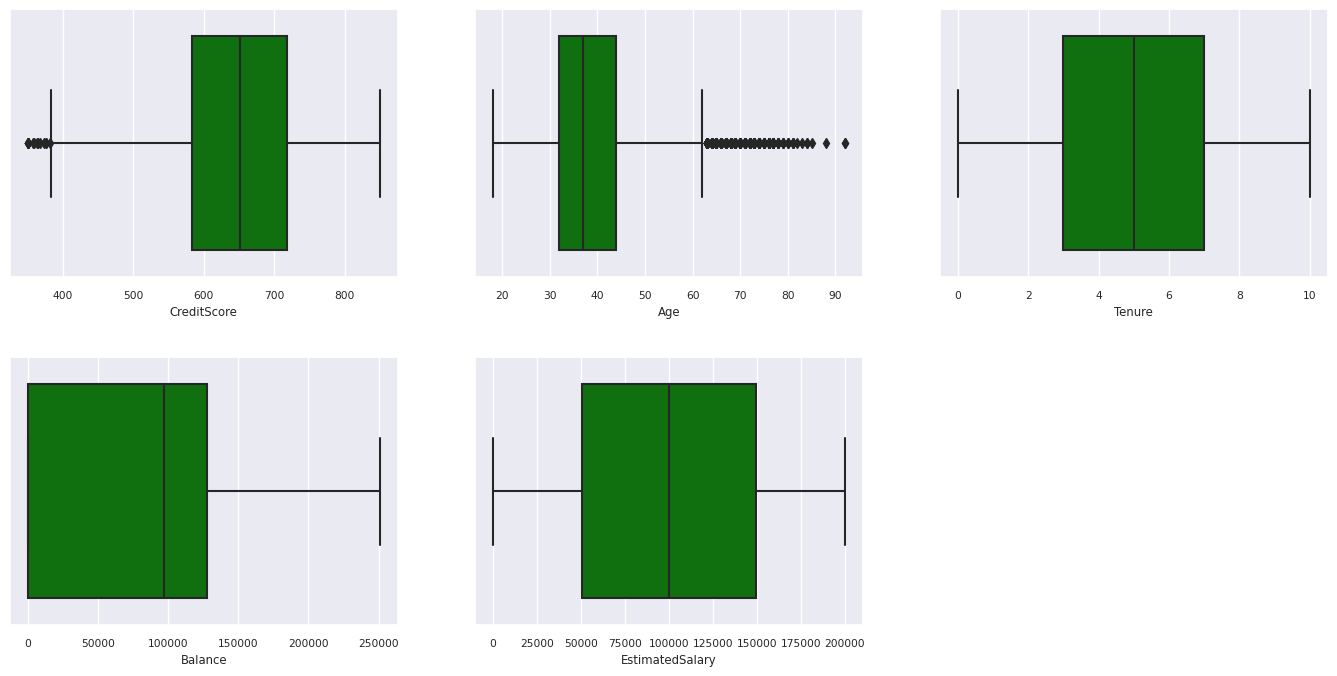 400 500 600 700 800
CreditScore
20 30 40 50 60 70 80 90
Age
0 2 4 6 8 10
Tenure
0 50000 100000 150000 200000 250000
Balance
0 25000 50000 75000 100000 125000 150000 175000 200000
EstimatedSalary